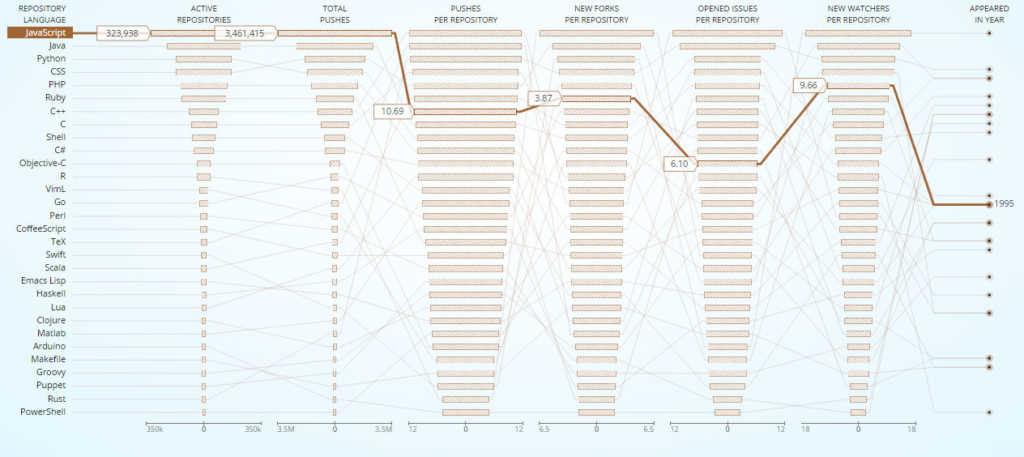 REPOSITORY LANGUAGE
ACTIVE REPOSITORIES
TOTAL PUSHES
PUSHES PER REPOSITORY
NEW FORKS PER REPOSITORY
OPENED ISSUES PER REPOSITORY
NEW WATCHERS PER REPOSITORY
APPEARED IN YEAR
JavaScript 323,938 3,461,415
Java
Python
CSS
PHP 9.66
Ruby 3.87
C++ 10.69
C
Shell
C#
Objective-C 6.10
R
VimL
Go 1995
Perl
CoffeeScript
TeX
Swift
Scala
Emacs Lisp
Haskell
Lua
Clojure
Matlab
Arduino
Makefile
Groovy
Puppet
Rust
PowerShell
350k 0 350k 3.5M 0 3.5M 12 0 12 6.5 0 6.5 12 0 12 18 0 18